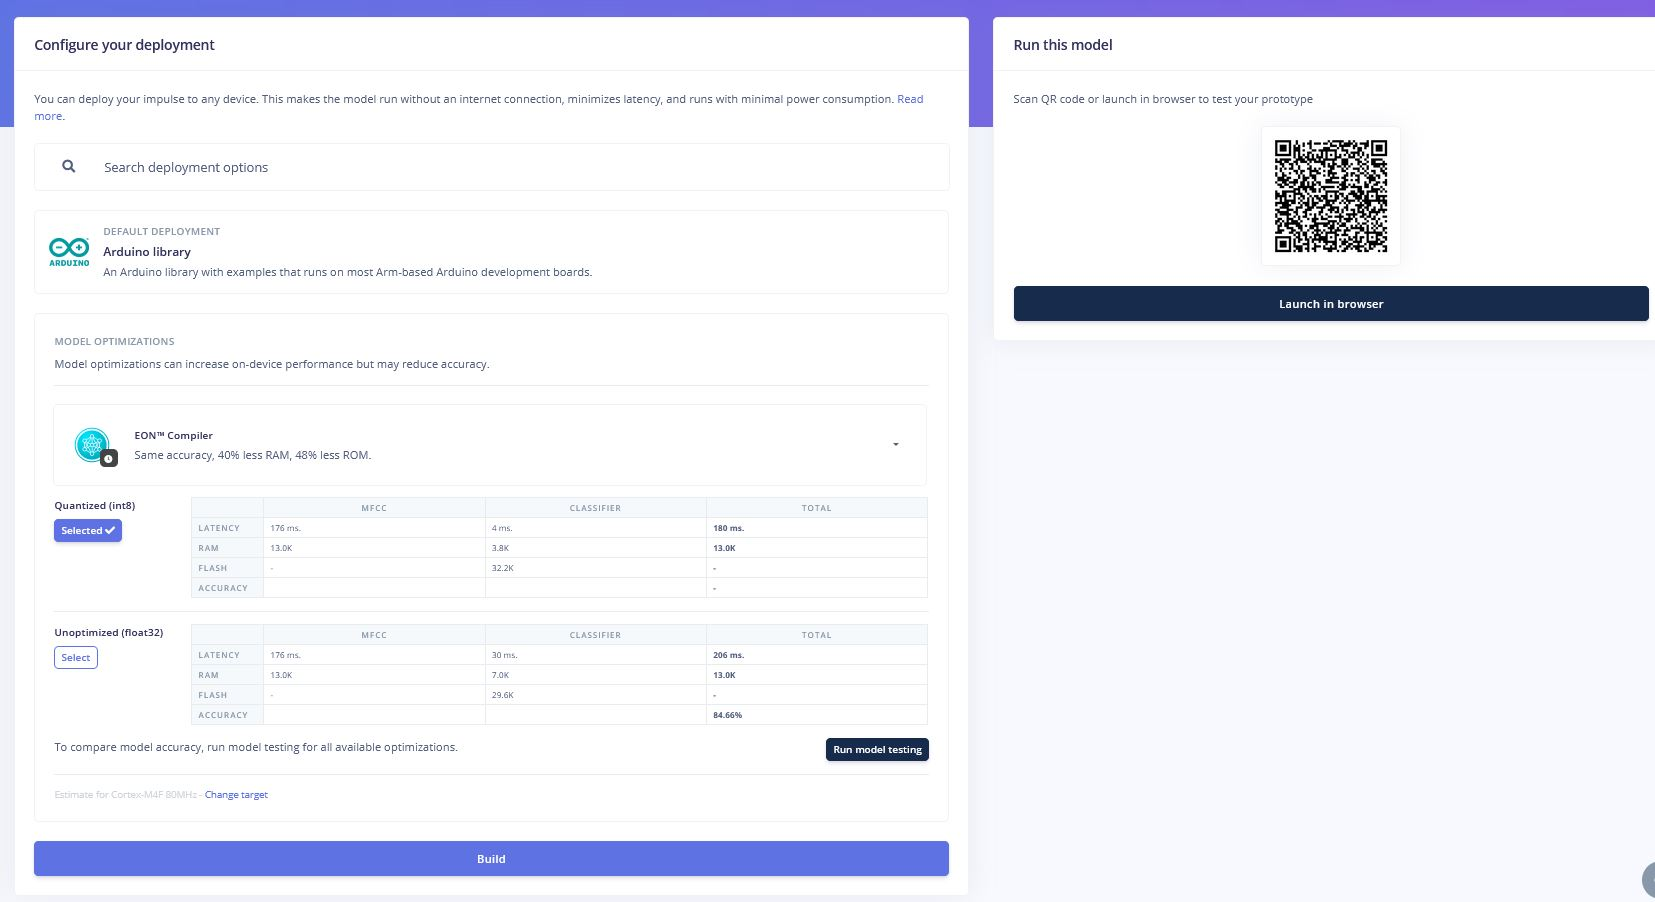 Configure your deployment
You can deploy your impulse to any device. This makes the model run without an internet connection, minimizes latency, and runs with minimal power consumption. Read
more.
Search deployment options
ARDUINO
DEFAULT DEPLOYMENT
Arduino library
An Arduino library with examples that runs on most Arm-based Arduino development boards.
MODEL OPTIMIZATIONS
Model optimizations can increase on-device performance but may reduce accuracy.
EON™ Compiler
Same accuracy, 40% less RAM, 48% less ROM.
Quantized (int8)
Selected
MFCC CLASSIFIER TOTAL
LATENCY 176 ms. 4 ms. 180 ms.
RAM 13.0K 3.8K 13.0K
FLASH - 32.2K -
ACCURACY -
Unoptimized (float32)
Select
MFCC CLASSIFIER TOTAL
LATENCY 176 ms. 30 ms. 206 ms.
RAM 13.0K 7.0K 13.0K
FLASH - 29.6K -
ACCURACY 84.66%
To compare model accuracy, run model testing for all available optimizations.
Run model testing
Estimate for Cortex-M4F 80MHz - Change target
Build
Run this model
Scan QR code or launch in browser to test your prototype
Launch in browser